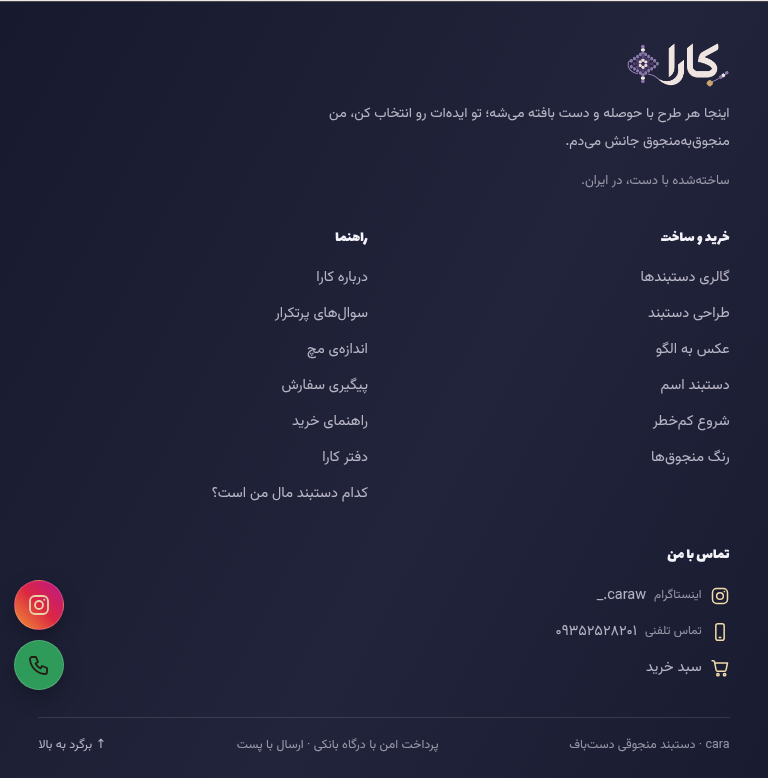 کارا
اینجا هر طرح با حوصله و دست بافته می‌شه؛ تو ایده‌ات رو انتخاب کن، من
منجوق‌به‌منجوق جانش می‌دم.
ساخته‌شده با دست، در ایران.
خرید و ساخت
گالری دستبندها
طراحی دستبند
عکس به الگو
دستبند اسم
شروع کم‌خطر
رنگ منجوق‌ها
راهنما
درباره کارا
سوال‌های پرتکرار
اندازه‌ی مچ
پیگیری سفارش
راهنمای خرید
دفتر کارا
کدام دستبند مال من است؟
تماس با من
اینستاگرام caraw._
تماس تلفنی ۰۹۳۵۲۵۲۸۲۰۱
سبد خرید
cara · دستبند منجوقی دست‌باف
پرداخت امن با درگاه بانکی · ارسال با پست
↑ برگرد به بالا